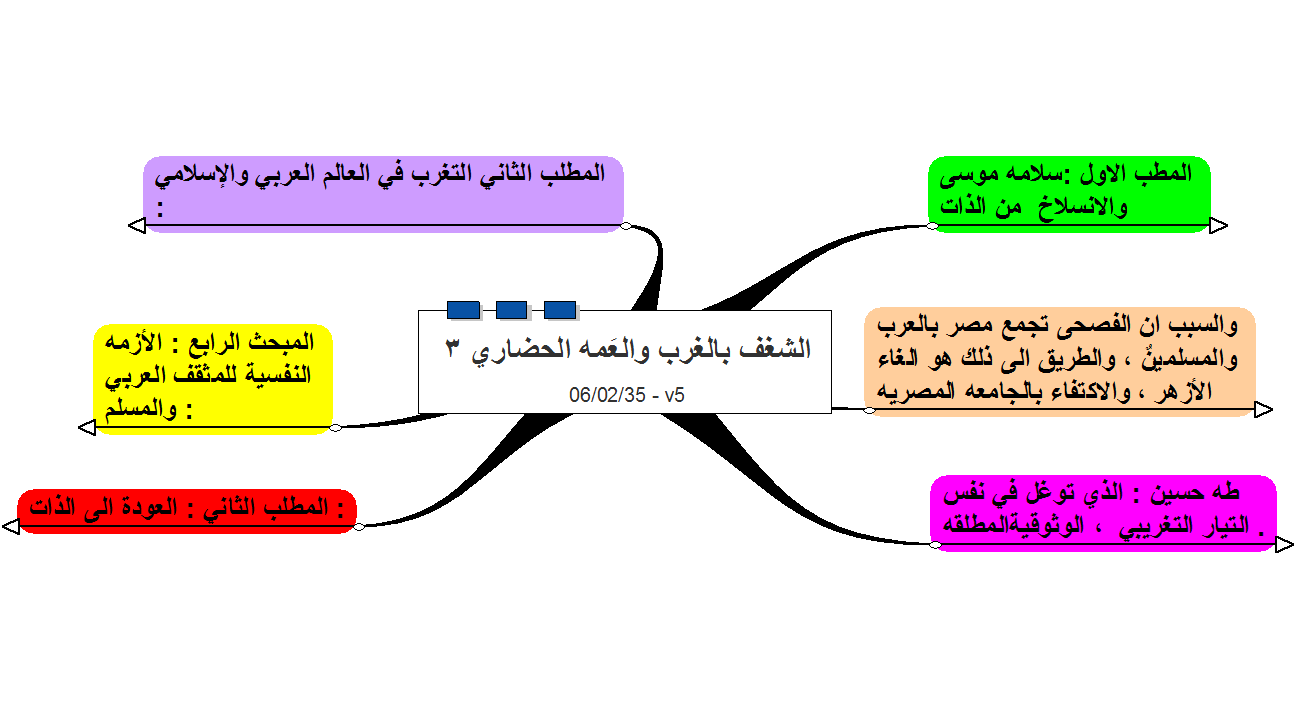 الشغف بالغرب والعَمه الحضاري ٣
06/02/35 - v5
المطب الاول :سلامه موسى
والانسلاخ من الذات
والسبب ان الفصحى تجمع مصر بالعرب
والمسلمينُ ، والطريق الى ذلك هو الغاء
الأزهر ، والاكتفاء بالجامعه المصريه
طه حسين : الذي توغل في نفس
التيار التغريبي ، الوثوقيةالمطلقه .
المطلب الثاني التغرب في العالم العربي والإسلامي
:
المبحث الرابع : الأزمه
النفسية للمثقف العربي
والمسلم :
المطلب الثاني : العودة الى الذات :